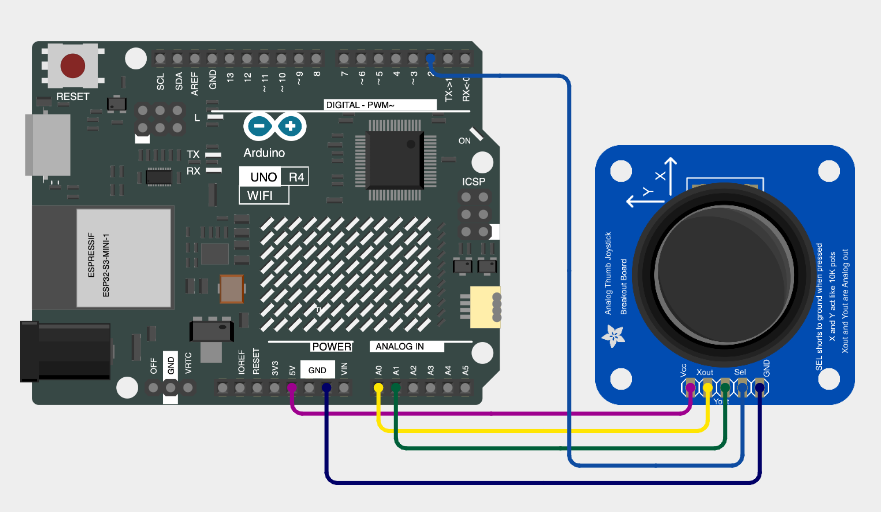 RESET
SCL
SDA
AREF
GND
13
12
~11
~10
~9
8
7
~6
~5
4
~3
2
TX->1
RX<-0
DIGITAL - PWM~
L
TX
RX
Arduino
UNO R4
WIFI
ON
ICSP
ESPRESSIF
ESP32-S3-MINI-1
POWER
ANALOG IN
OFF
GND
VRTC
IOREF
RESET
3V3
5V
GND
VIN
A0
A1
A2
A3
A4
A5
X
Y
Analog Thumb Joystick
Breakout Board
SEL shorts to ground when pressed
X and Y act like 10K pots
Xout and Yout are Analog out
Vcc
Xout
Sel
GND